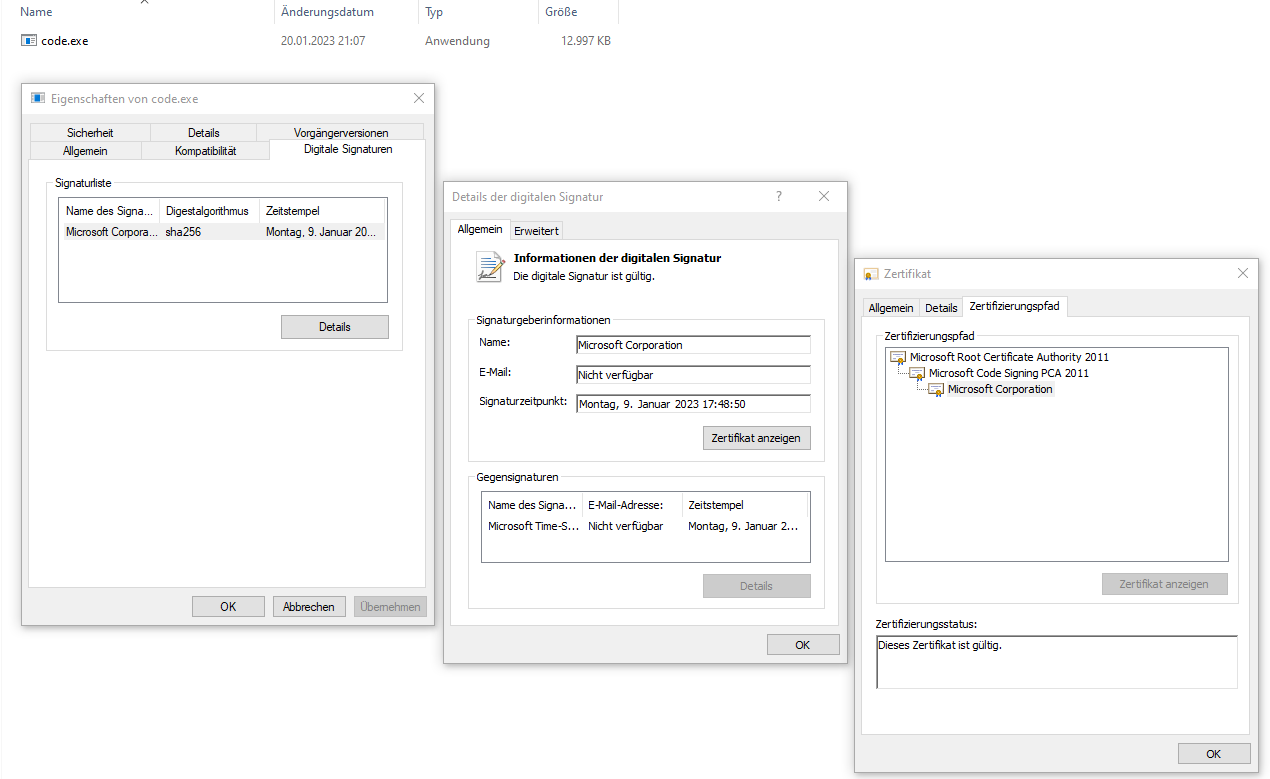 Name Änderungsdatum Typ Größe
code.exe 20.01.2023 21:07 Anwendung 12.997 KB
Eigenschaften von code.exe
Sicherheit Details Vorgängerversionen
Allgemein Kompatibilität Digitale Signaturen
Signaturliste
Name des Signa... Digestalgorithmus Zeitstempel
Microsoft Corpora... sha256 Montag, 9. Januar 20...
Details
OK Abbrechen Übernehmen
Details der digitalen Signatur ?
Allgemein Erweitert
Informationen der digitalen Signatur
Die digitale Signatur ist gültig.
Signaturgeberinformationen
Name: Microsoft Corporation
E-Mail: Nicht verfügbar
Signaturzeitpunkt: Montag, 9. Januar 2023 17:48:50
Zertifikat anzeigen
Gegensignaturen
Name des Signa... E-Mail-Adresse: Zeitstempel
Microsoft Time-S... Nicht verfügbar Montag, 9. Januar 2...
Details
OK
Zertifikat
Allgemein Details Zertifizierungspfad
Zertifizierungspfad
Microsoft Root Certificate Authority 2011
Microsoft Code Signing PCA 2011
Microsoft Corporation
Zertifikat anzeigen
Zertifizierungsstatus:
Dieses Zertifikat ist gültig.
OK